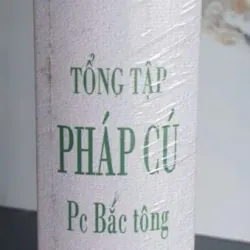 TỔNG TẬP
PHÁP CÚ
Pc Bắc tông